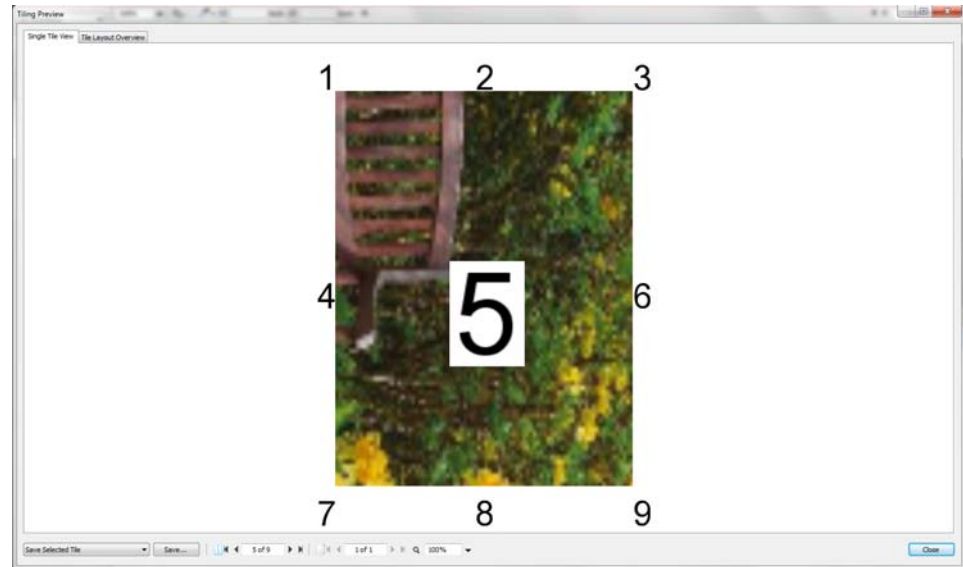 Tiling Preview
Single Tile View Tile Layout Overview
1 2 3
4 5 6
7 8 9
Save Selected Tile Save... 5 of 9 1 of 1 100% Close